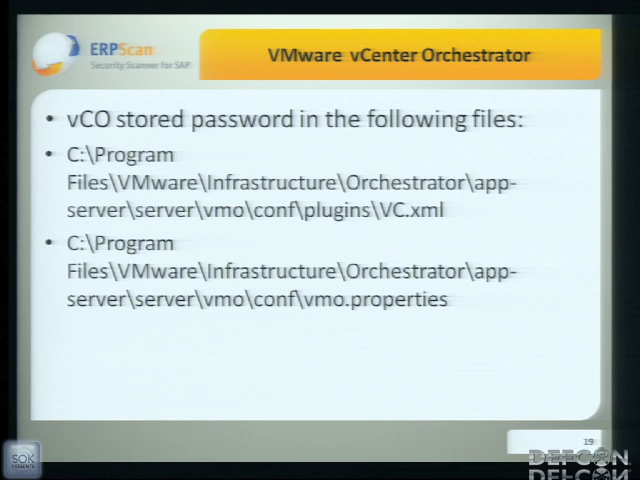 ERPScan
Security Scanner for SAP
VMware vCenter Orchestrator
• vCO stored password in the following files:
• C:\Program
Files\VMware\Infrastructure\Orchestrator\app-
server\server\vmo\conf\plugins\VC.xml
• C:\Program
Files\VMware\Infrastructure\Orchestrator\app-
server\server\vmo\conf\vmo.properties
19
DEFCON
SOK